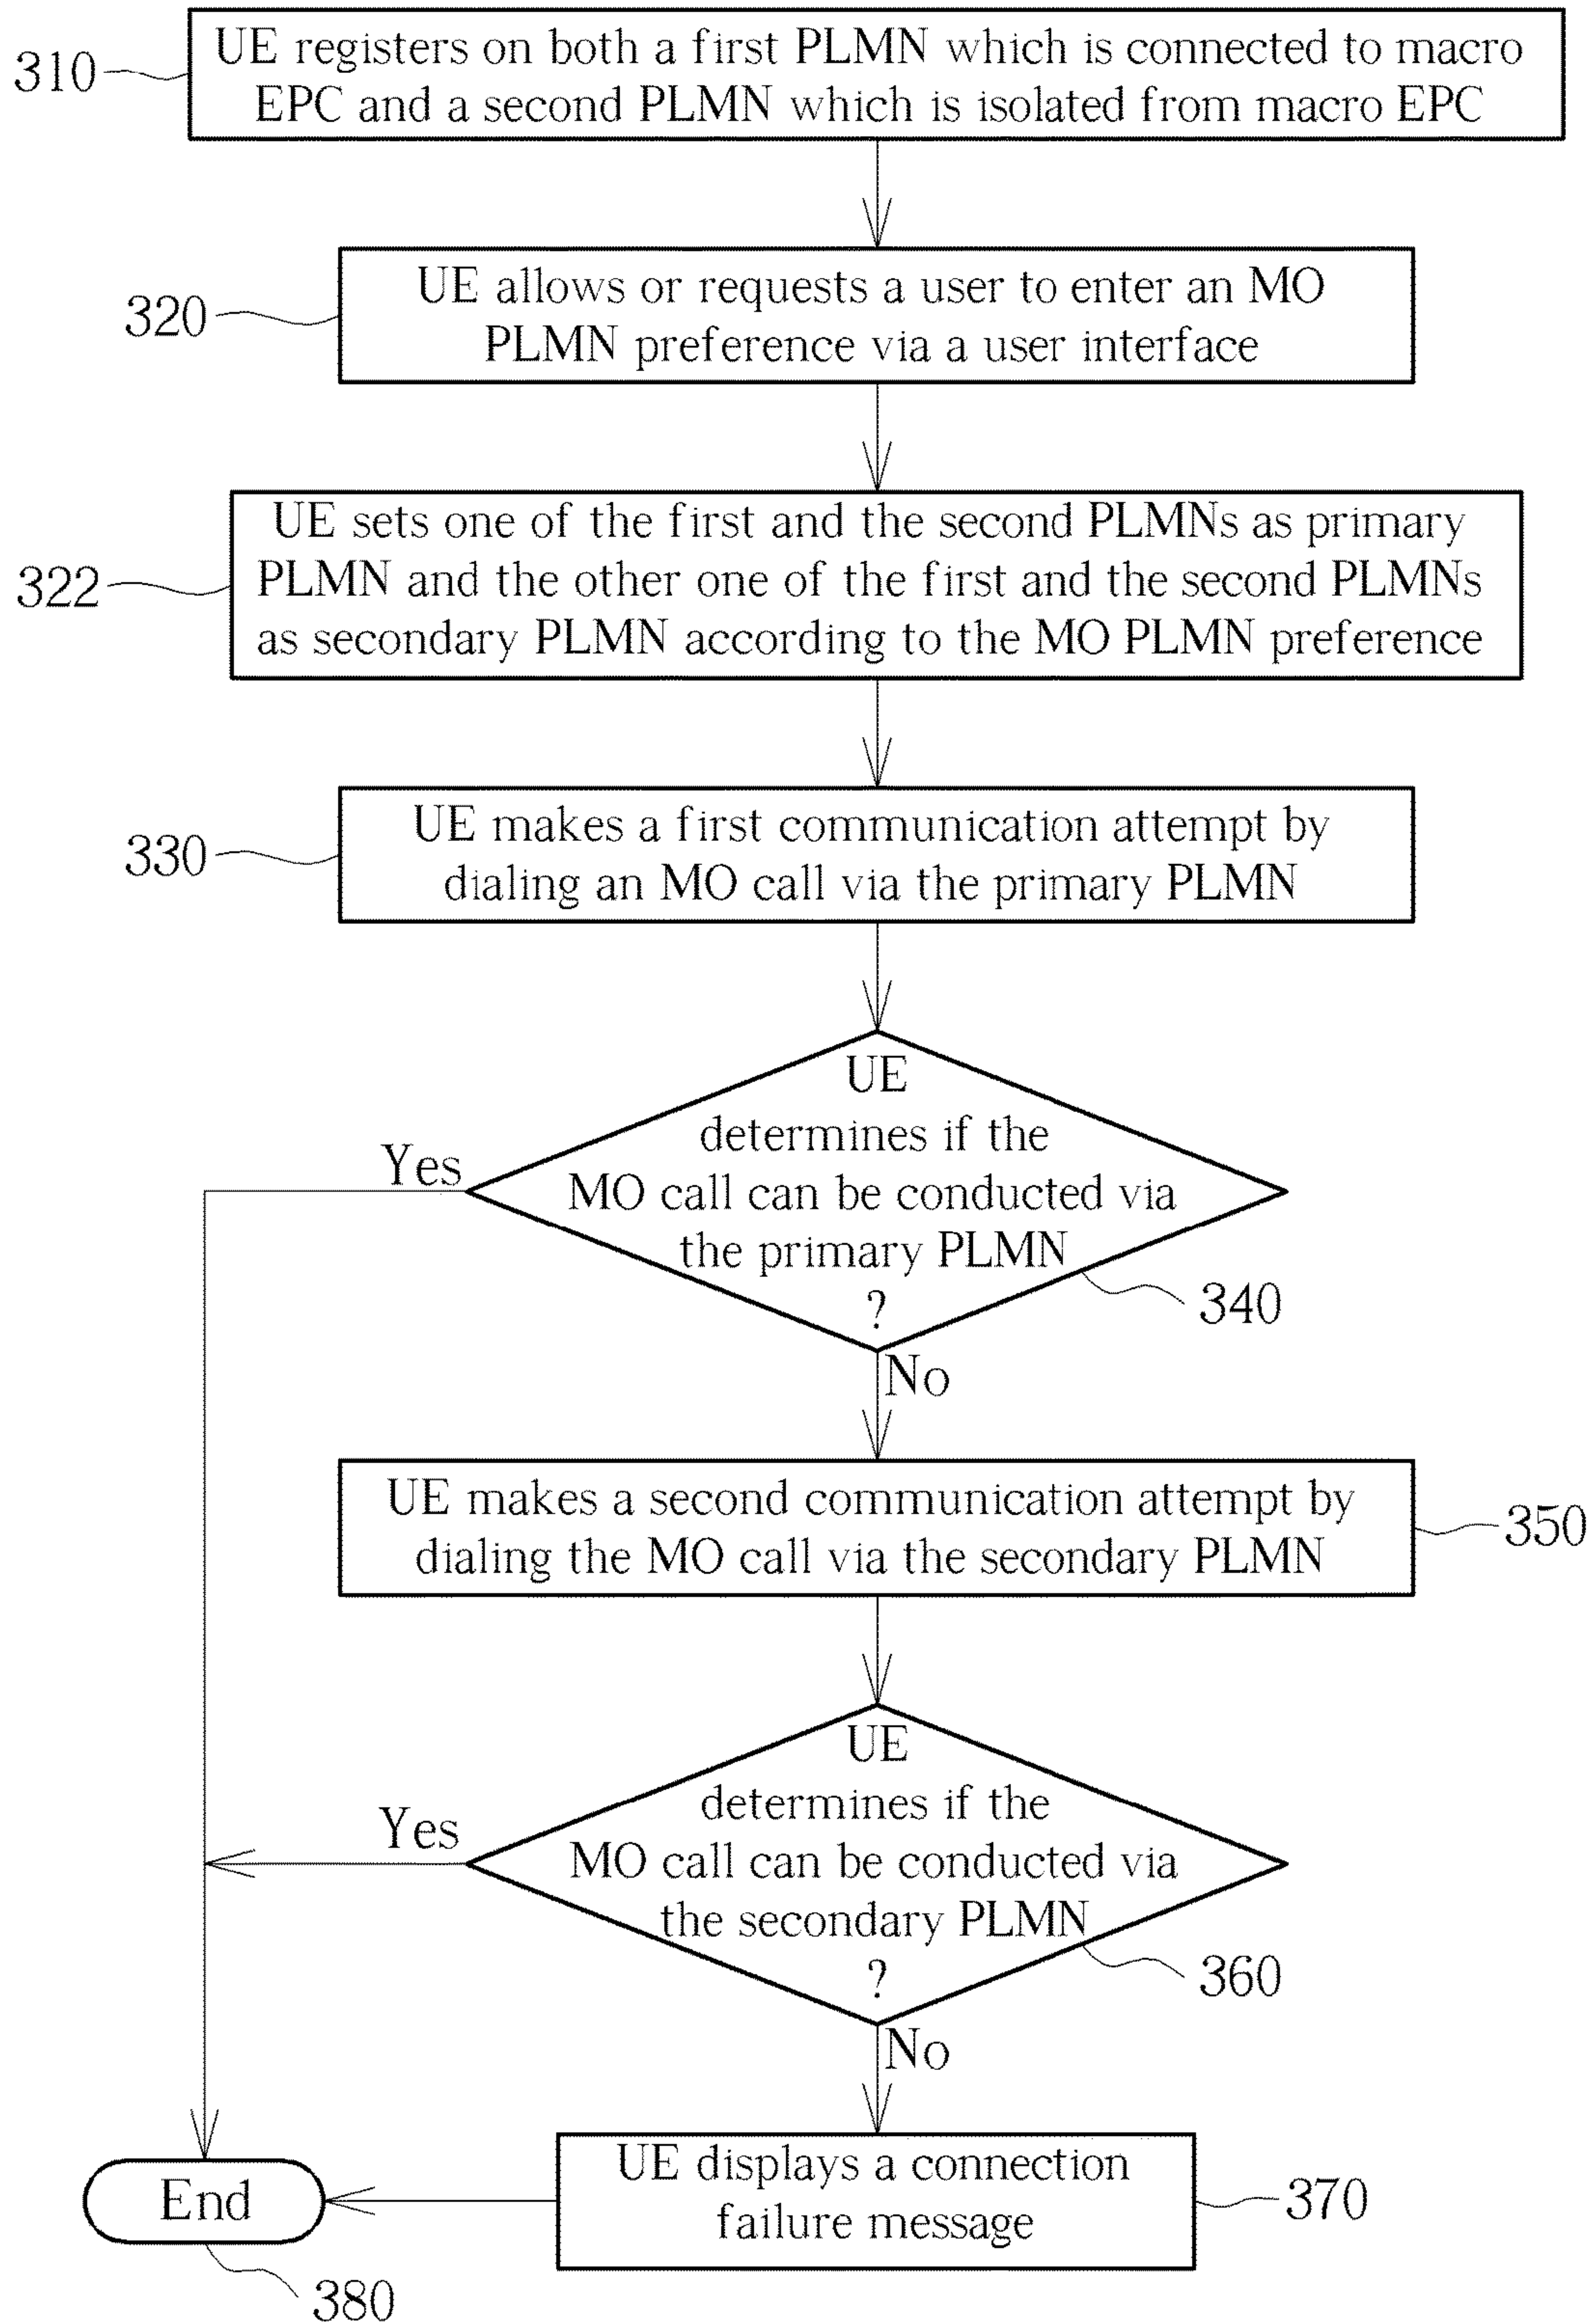 310
UE registers on both a first PLMN which is connected to macro
EPC and a second PLMN which is isolated from macro EPC
320
UE allows or requests a user to enter an MO
PLMN preference via a user interface
322
UE sets one of the first and the second PLMNs as primary
PLMN and the other one of the first and the second PLMNs
as secondary PLMN according to the MO PLMN preference
330
UE makes a first communication attempt by
dialing an MO call via the primary PLMN
UE
determines if the
MO call can be conducted via
the primary PLMN
?
340
Yes
No
UE makes a second communication attempt by
dialing the MO call via the secondary PLMN
350
UE
determines if the
MO call can be conducted via
the secondary PLMN
?
360
Yes
No
UE displays a connection
failure message
370
End
380